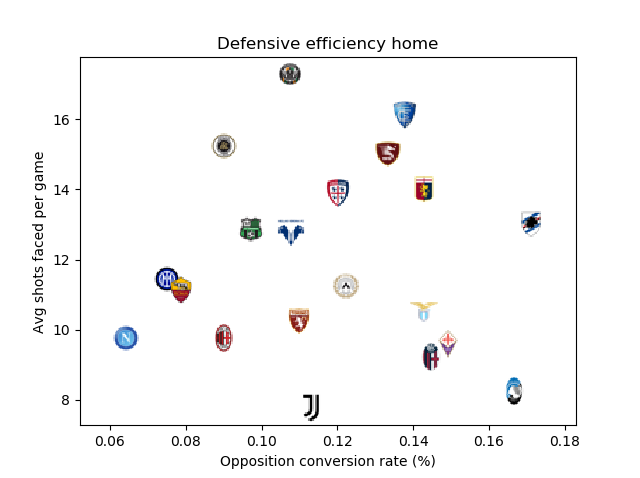 Defensive efficiency home
Avg shots faced per game
16
14
12
10
8
0.06 0.08 0.10 0.12 0.14 0.16 0.18
Opposition conversion rate (%)